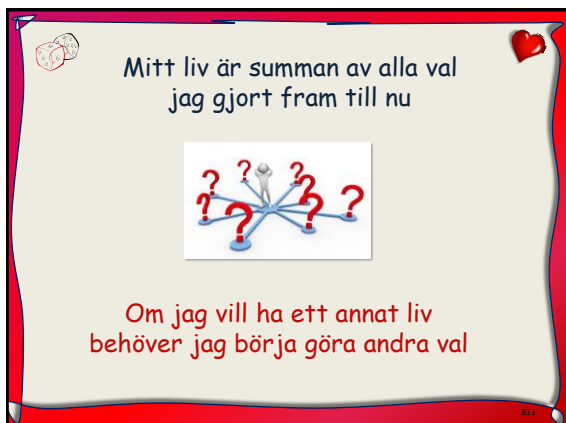 Mitt liv är summan av alla val
jag gjort fram till nu
? ? ? ? ? ? ? ?
Om jag vill ha ett annat liv
behöver jag börja göra andra val
833